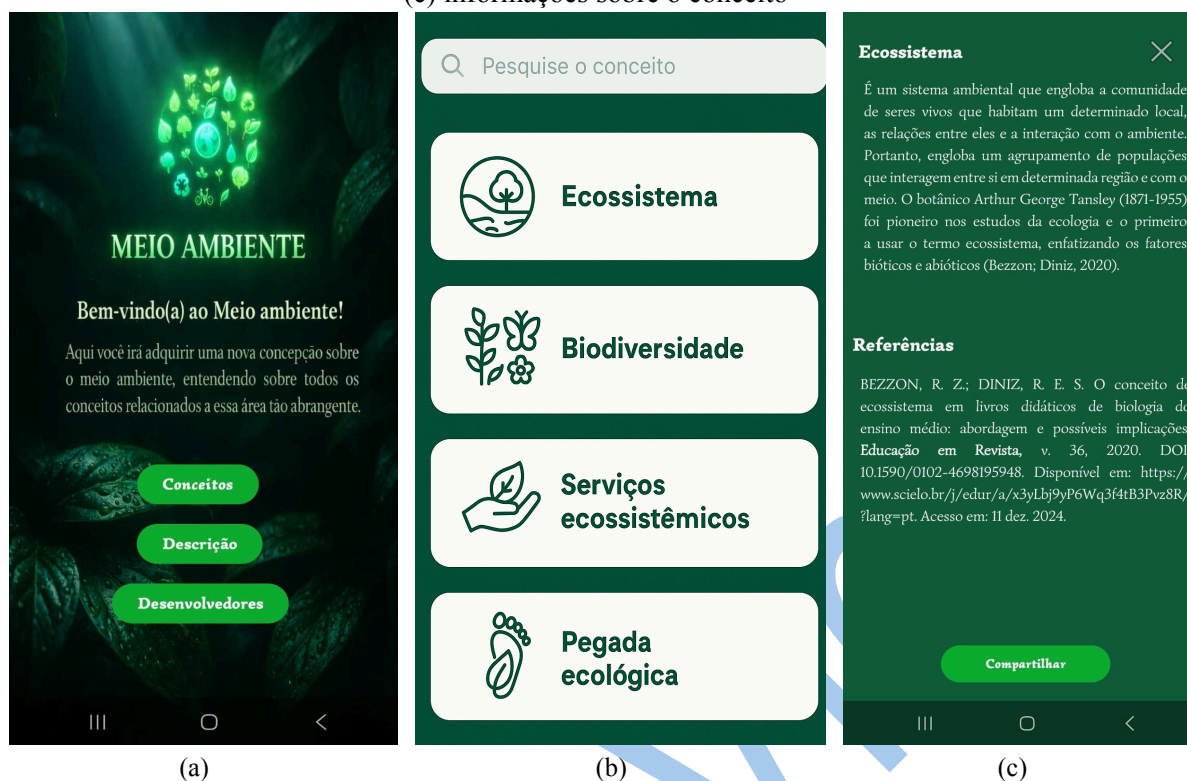 (c) informações sobre o conceito
MEIO AMBIENTE
Bem-vindo(a) ao Meio ambiente!
Aqui você irá adquirir uma nova concepção sobre
o meio ambiente, entendendo sobre todos os
conceitos relacionados a essa área tão abrangente.
Conceitos
Descrição
Desenvolvedores
(a)
Pesquise o conceito
Ecossistema
Biodiversidade
Serviços
ecossistêmicos
Pegada
ecológica
(b)
Ecossistema
É um sistema ambiental que engloba a comunidade
de seres vivos que habitam um determinado local,
as relações entre eles e a interação com o ambiente.
Portanto, engloba um agrupamento de populações
que interagem entre si em determinada região e com o
meio. O botânico Arthur George Tansley (1871-1955)
foi pioneiro nos estudos da ecologia e o primeiro
a usar o termo ecossistema, enfatizando os fatores
bióticos e abióticos (Bezzon; Diniz, 2020).
Referências
BEZZON, R. Z.; DINIZ, R. E. S. O conceito de
ecossistema em livros didáticos de biologia do
ensino médio: abordagem e possíveis implicações.
Educação em Revista, v. 36, 2020. DOI
10.1590/0102-4698195948. Disponível em: https://
www.scielo.br/j/edur/a/x3yLbj9yP6Wq3f4tB3Pvz8R/
?lang=pt. Acesso em: 11 dez. 2024.
Compartilhar
(c)